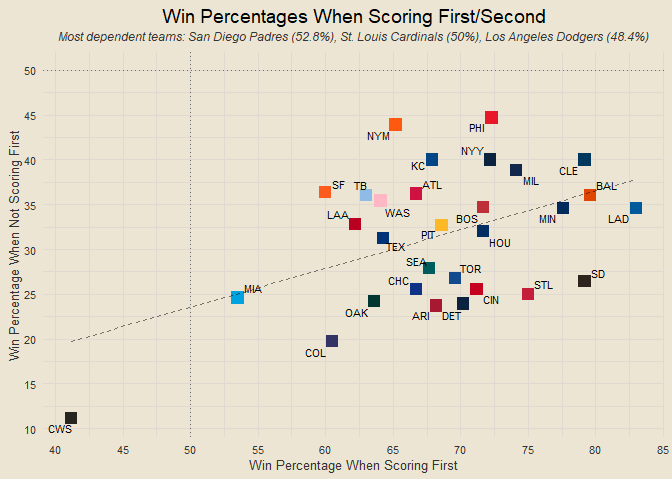 Win Percentages When Scoring First/Second
Most dependent teams: San Diego Padres (52.8%), St. Louis Cardinals (50%), Los Angeles Dodgers (48.4%)
Win Percentage When Not Scoring First
50
45
40
35
30
25
20
15
10
PHI
NYM
NYY
KC
CLE
MIL
SF
TB
ATL
BAL
WAS
LAA
BOS
MIN
LAD
PIT
TEX
HOU
SEA
TOR
CHC
SD
STL
MIA
CIN
OAK
ARI
DET
COL
CWS
40
45
50
55
60
65
70
75
80
85
Win Percentage When Scoring First